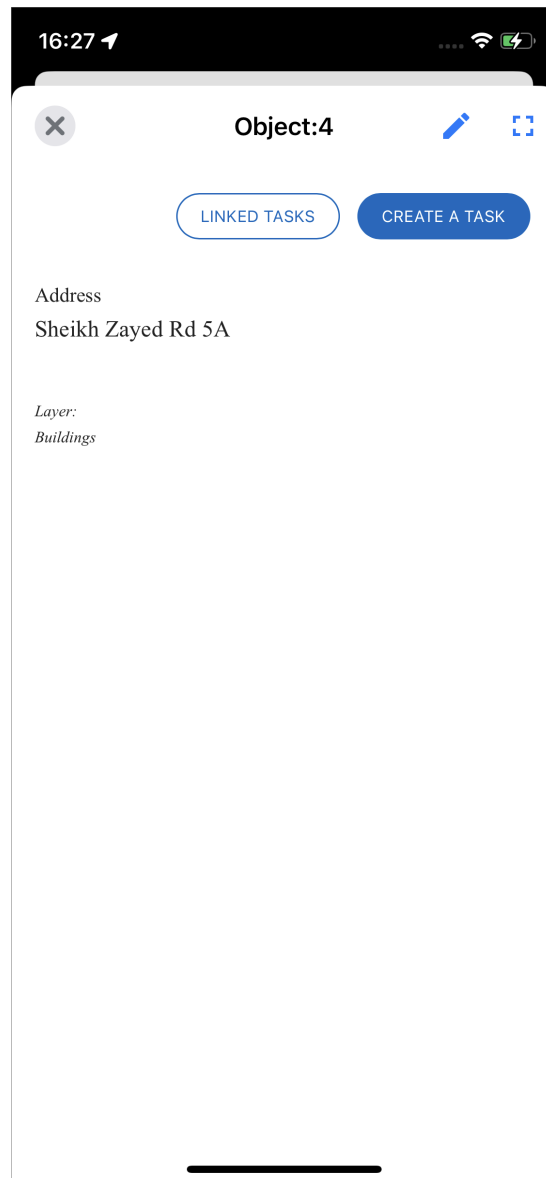 16:27
Object:4
LINKED TASKS
CREATE A TASK
Address
Sheikh Zayed Rd 5A
Layer:
Buildings